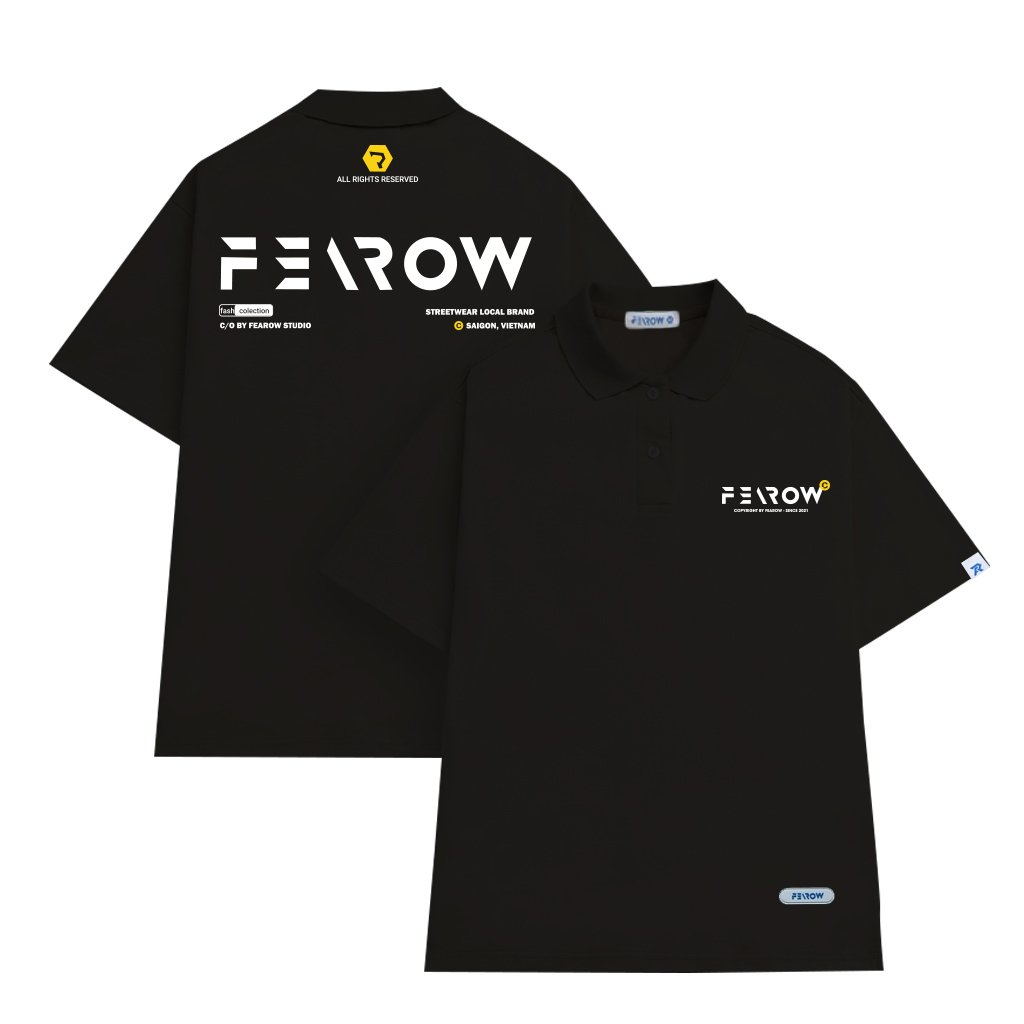 ALL RIGHTS RESERVED
FEAROW
fash colection
C/O BY FEAROW STUDIO
STREETWEAR LOCAL BRAND
C SAIGON, VIETNAM
FEAROW R
FEAROW C
COPYRIGHT BY FEAROW - SINCE 2021
R
FEAROW